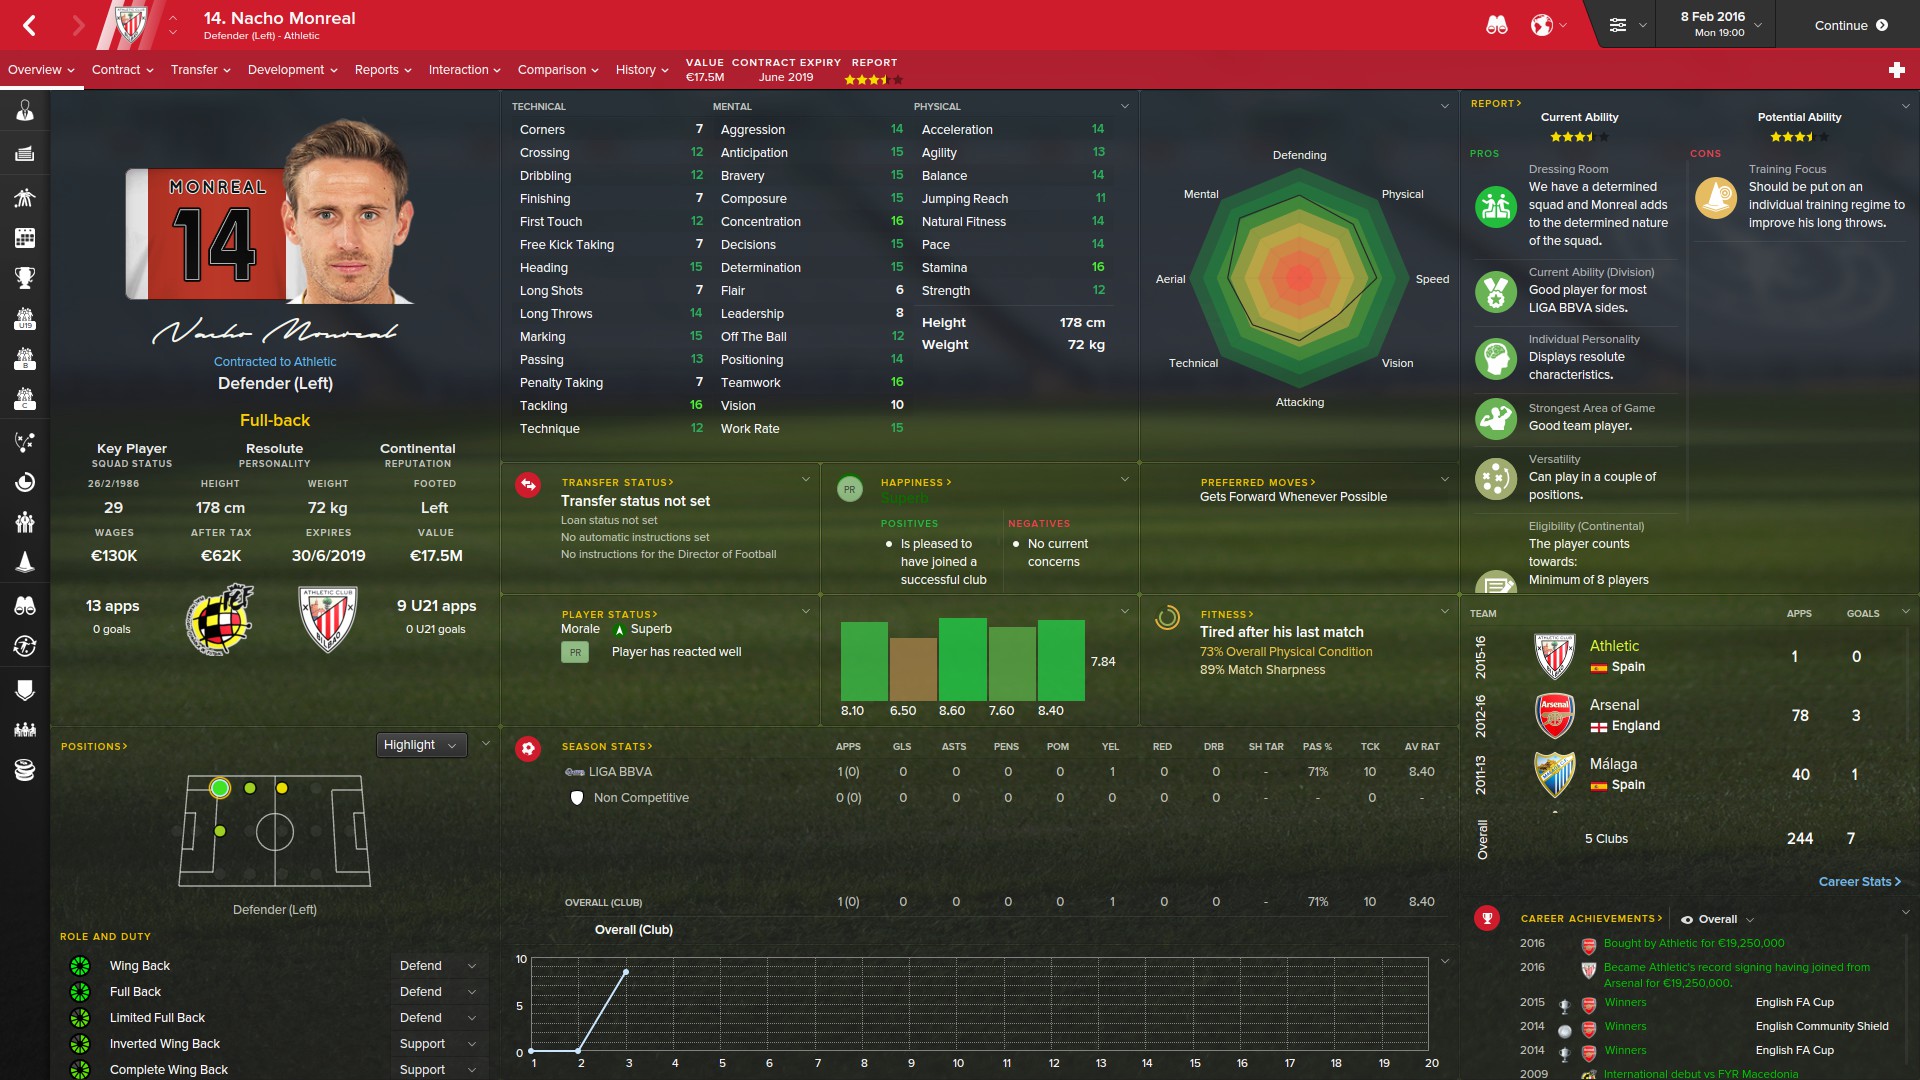 14. Nacho Monreal
Defender (Left) - Athletic
8 Feb 2016
Mon 19:00
Continue
Overview
Contract
Transfer
Development
Reports
Interaction
Comparison
History
VALUE CONTRACT EXPIRY REPORT
€17.5M June 2019
MONREAL
14
Nacho Monreal
Contracted to Athletic
Defender (Left)
Full-back
Key Player Resolute Continental
SQUAD STATUS PERSONALITY REPUTATION
26/2/1986 HEIGHT WEIGHT FOOTED
29 178 cm 72 kg Left
WAGES AFTER TAX EXPIRES VALUE
€130K €62K 30/6/2019 €17.5M
13 apps 9 U21 apps
0 goals 0 U21 goals
U19
B
C
TECHNICAL MENTAL PHYSICAL
Corners 7 Aggression 14 Acceleration 14
Crossing 12 Anticipation 15 Agility 13
Dribbling 12 Bravery 15 Balance 14
Finishing 7 Composure 15 Jumping Reach 11
First Touch 12 Concentration 16 Natural Fitness 14
Free Kick Taking 7 Decisions 15 Pace 14
Heading 15 Determination 15 Stamina 16
Long Shots 7 Flair 6 Strength 12
Long Throws 14 Leadership 8 Height 178 cm
Marking 15 Off The Ball 12 Weight 72 kg
Passing 13 Positioning 14
Penalty Taking 7 Teamwork 16
Tackling 16 Vision 10
Technique 12 Work Rate 15
Defending
Mental Physical
Aerial Speed
Technical Vision
Attacking
REPORT>
Current Ability Potential Ability
PROS CONS
Dressing Room
We have a determined
squad and Monreal adds
to the determined nature
of the squad.
Training Focus
Should be put on an
individual training regime to
improve his long throws.
Current Ability (Division)
Good player for most
LIGA BBVA sides.
Individual Personality
Displays resolute
characteristics.
Strongest Area of Game
Good team player.
Versatility
Can play in a couple of
positions.
Eligibility (Continental)
The player counts
towards:
Minimum of 8 players
TRANSFER STATUS>
Transfer status not set
Loan status not set
No automatic instructions set
No instructions for the Director of Football
PR HAPPINESS >
Superb
POSITIVES NEGATIVES
• Is pleased to
have joined a
successful club
• No current
concerns
PREFERRED MOVES >
Gets Forward Whenever Possible
PLAYER STATUS>
Morale Superb
PR Player has reacted well
7.84
8.10 6.50 8.60 7.60 8.40
FITNESS>
Tired after his last match
73% Overall Physical Condition
89% Match Sharpness
TEAM APPS GOALS
2015-16 Athletic Spain 1 0
2012-16 Arsenal England 78 3
2011-13 Málaga Spain 40 1
-
Overall 5 Clubs 244 7
Career Stats >
POSITIONS>
Highlight
Defender (Left)
ROLE AND DUTY
Wing Back Defend
Full Back Defend
Limited Full Back Defend
Inverted Wing Back Support
Complete Wing Back Support
SEASON STATS> APPS GLS ASTS PENS POM YEL RED DRB SH TAR PAS % TCK AV RAT
LIGA BBVA 1 (0) 0 0 0 0 1 0 0 - 71% 10 8.40
Non Competitive 0 (0) 0 0 0 0 0 0 0 - - 0 -
OVERALL (CLUB) 1 (0) 0 0 0 0 1 0 0 - 71% 10 8.40
Overall (Club)
10
5
0
1 2 3 4 5 6 7 8 9 10 11 12 13 14 15 16 17 18 19 20
CAREER ACHIEVEMENTS> Overall
2016 Bought by Athletic for €19,250,000
2016 Became Athletic's record signing having joined from
Arsenal for €19,250,000.
2015 Winners English FA Cup
2014 Winners English Community Shield
2014 Winners English FA Cup
2009 International debut vs FYR Macedonia